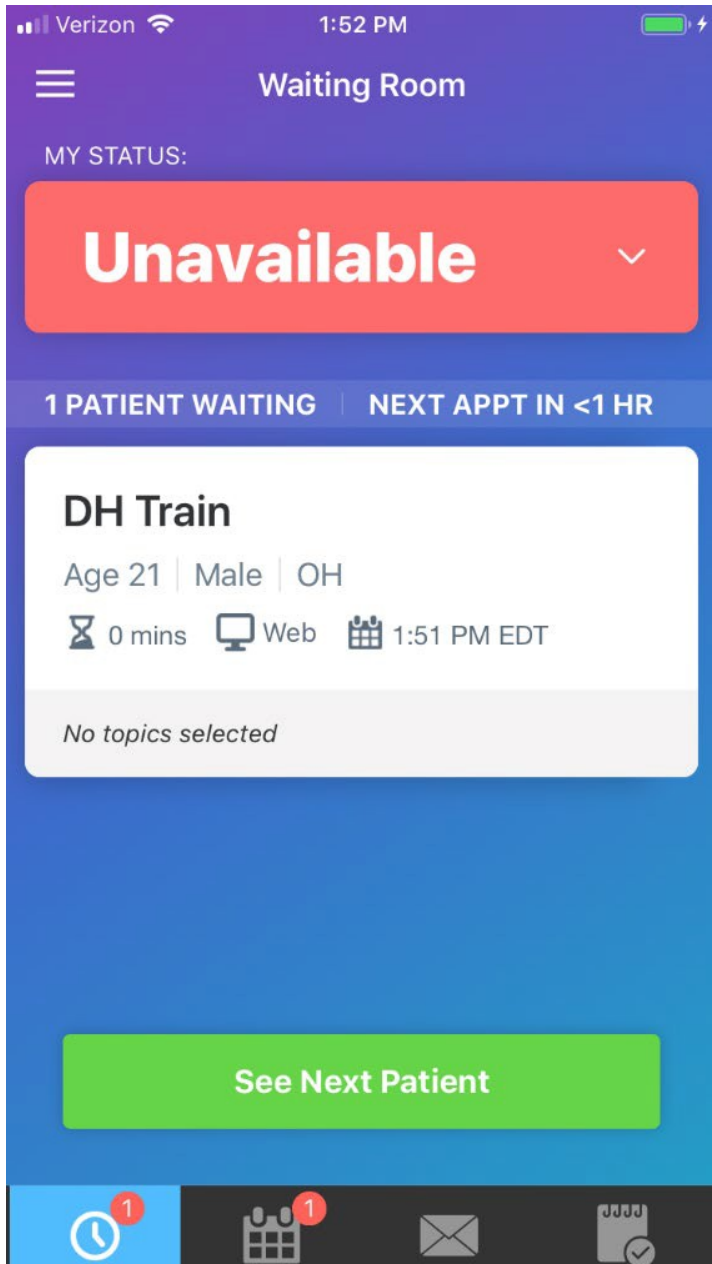 Verizon 1:52 PM
Waiting Room
MY STATUS:
Unavailable
1 PATIENT WAITING NEXT APPT IN <1 HR
DH Train
Age 21 Male OH
0 mins Web 1:51 PM EDT
No topics selected
See Next Patient
1 1